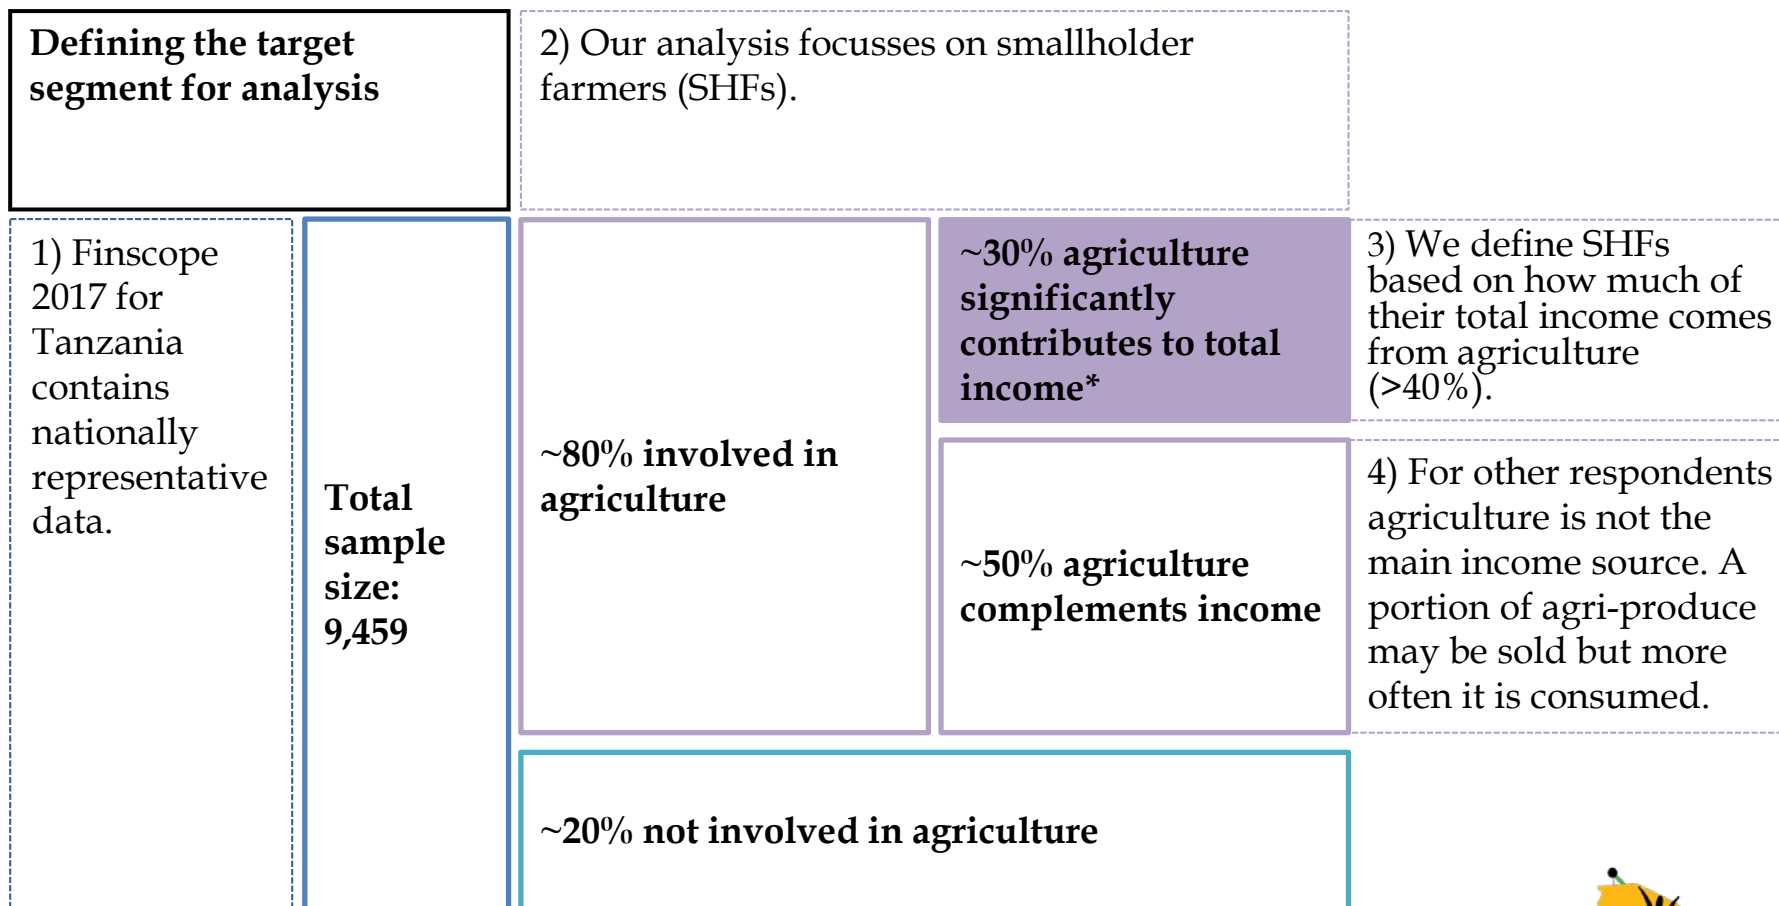 Defining the target
segment for analysis
2) Our analysis focusses on smallholder
farmers (SHFs).
1) Finscope
2017 for
Tanzania
contains
nationally
representative
data.
Total
sample
size:
9,459
~80% involved in
agriculture
~30% agriculture
significantly
contributes to total
income*
3) We define SHFs
based on how much of
their total income comes
from agriculture
(>40%).
~50% agriculture
complements income
4) For other respondents
agriculture is not the
main income source. A
portion of agri-produce
may be sold but more
often it is consumed.
~20% not involved in agriculture